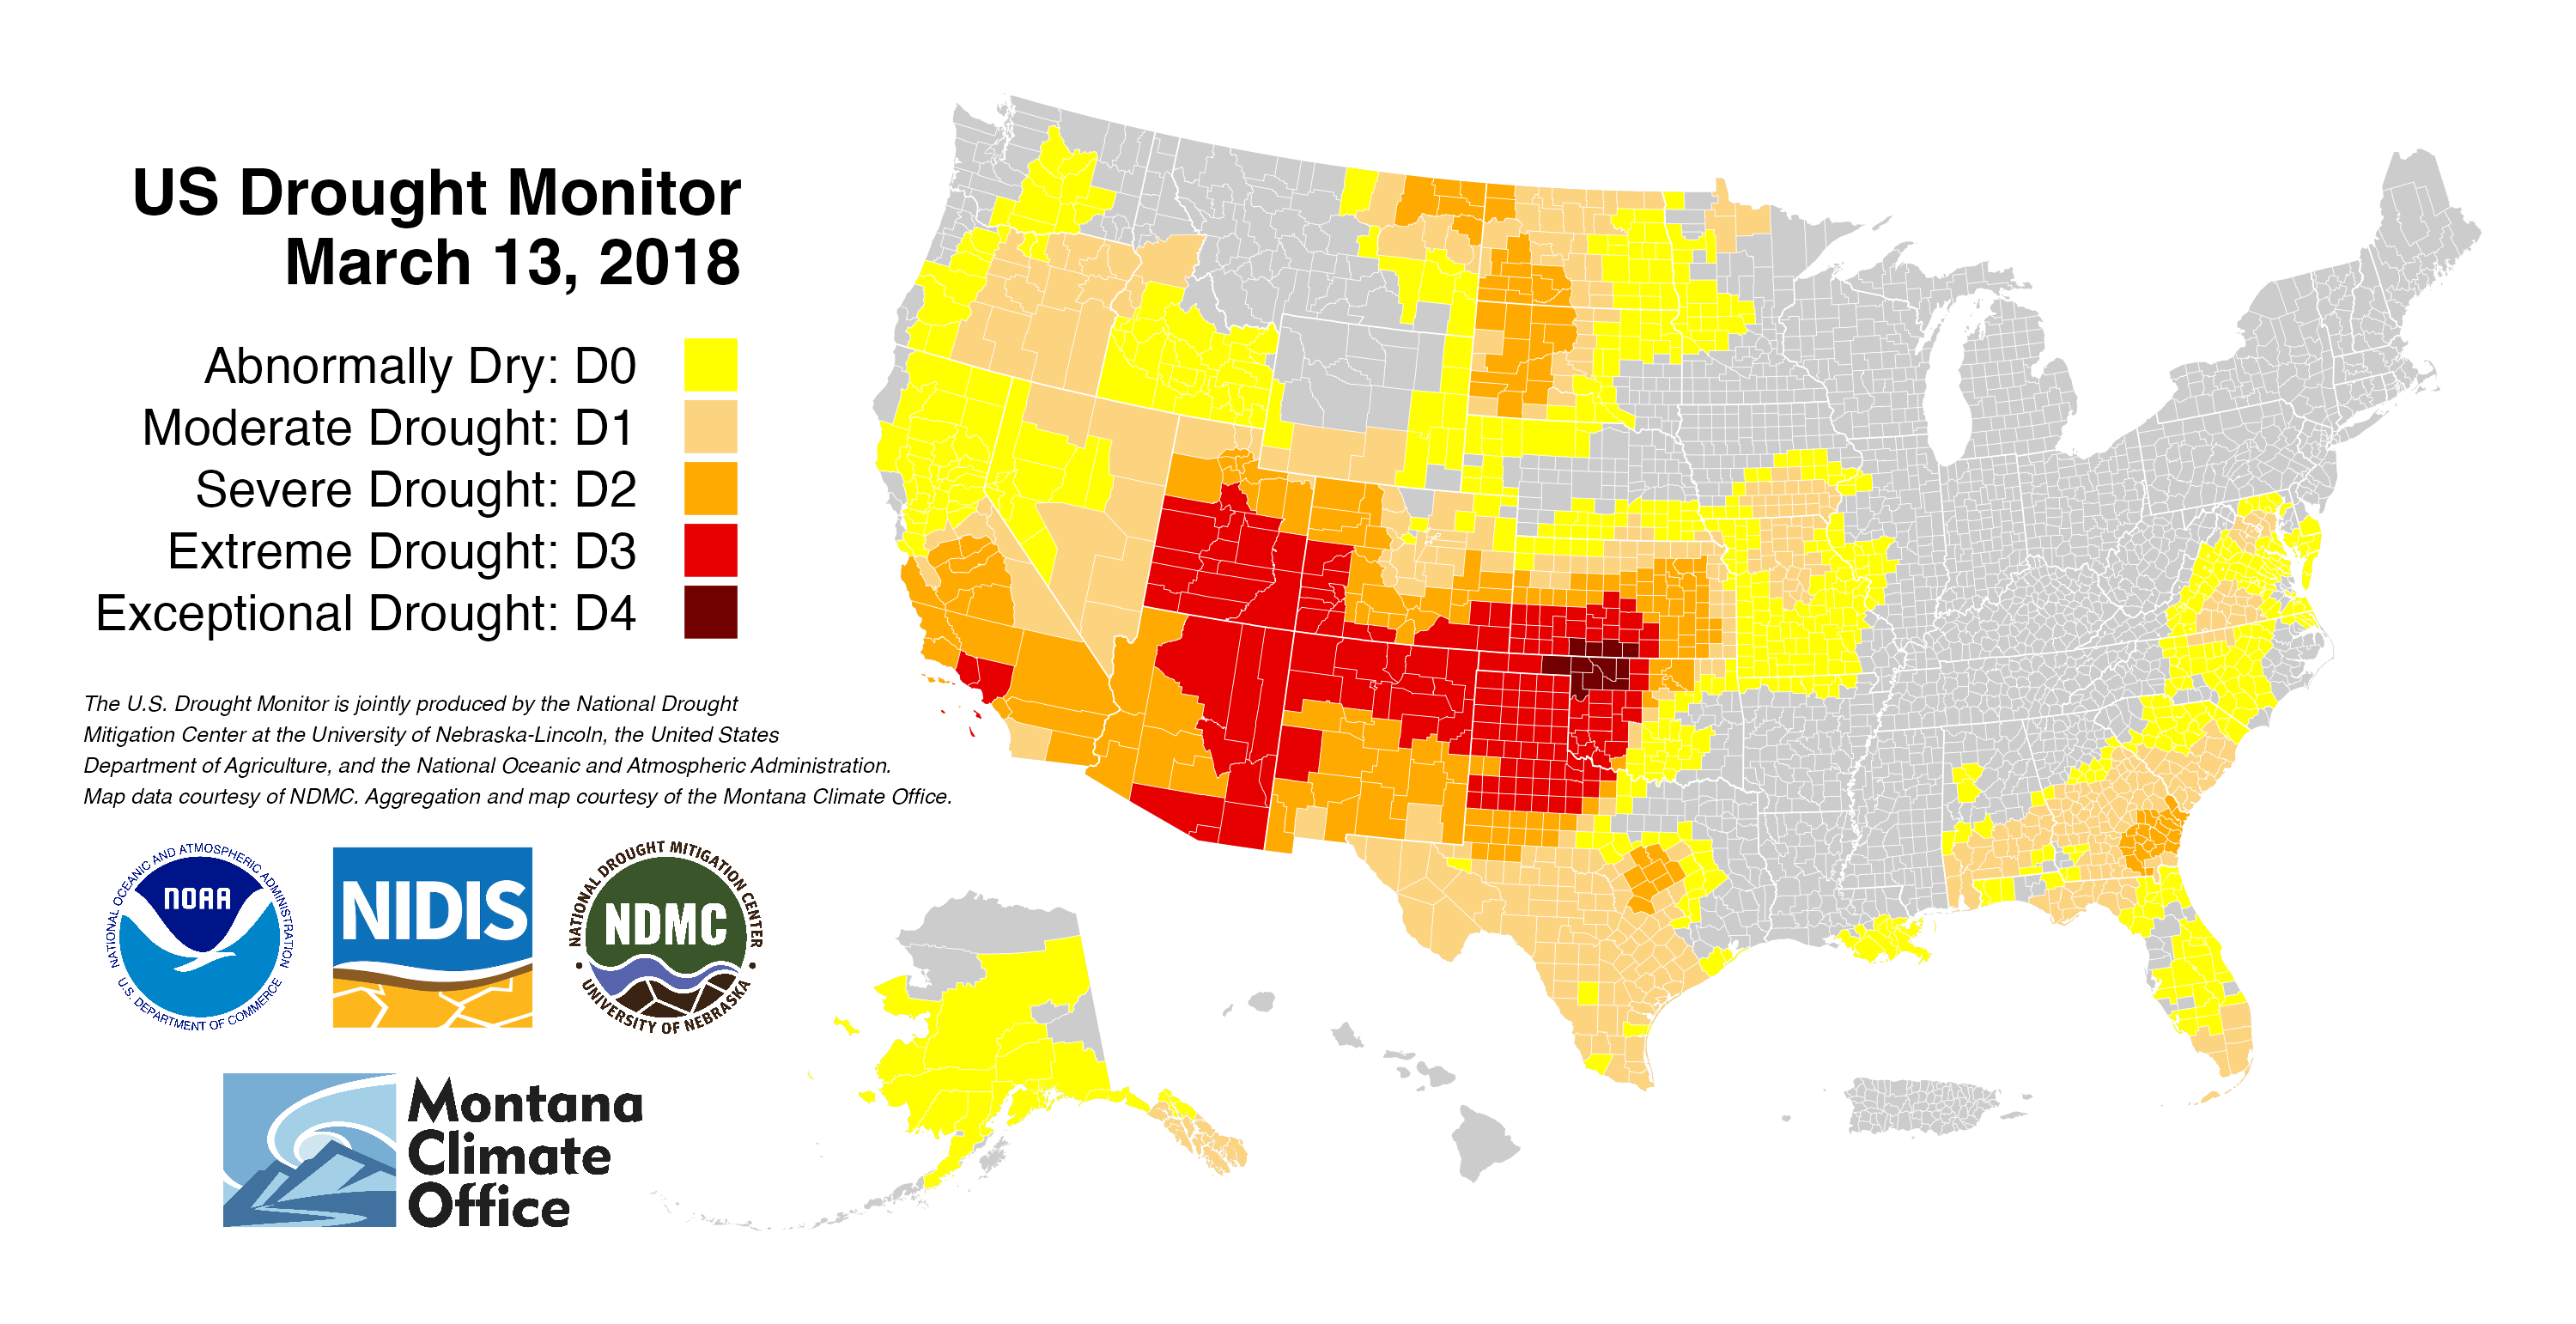 US Drought Monitor
March 13, 2018
Abnormally Dry: D0
Moderate Drought: D1
Severe Drought: D2
Extreme Drought: D3
Exceptional Drought: D4
The U.S. Drought Monitor is jointly produced by the National Drought
Mitigation Center at the University of Nebraska-Lincoln, the United States
Department of Agriculture, and the National Oceanic and Atmospheric Administration.
Map data courtesy of NDMC. Aggregation and map courtesy of the Montana Climate Office.
NATIONAL OCEANIC AND ATMOSPHERIC ADMINISTRATION
NOAA
U.S. DEPARTMENT OF COMMERCE
NIDIS
NATIONAL DROUGHT MITIGATION CENTER
NDMC
UNIVERSITY OF NEBRASKA
Montana
Climate
Office